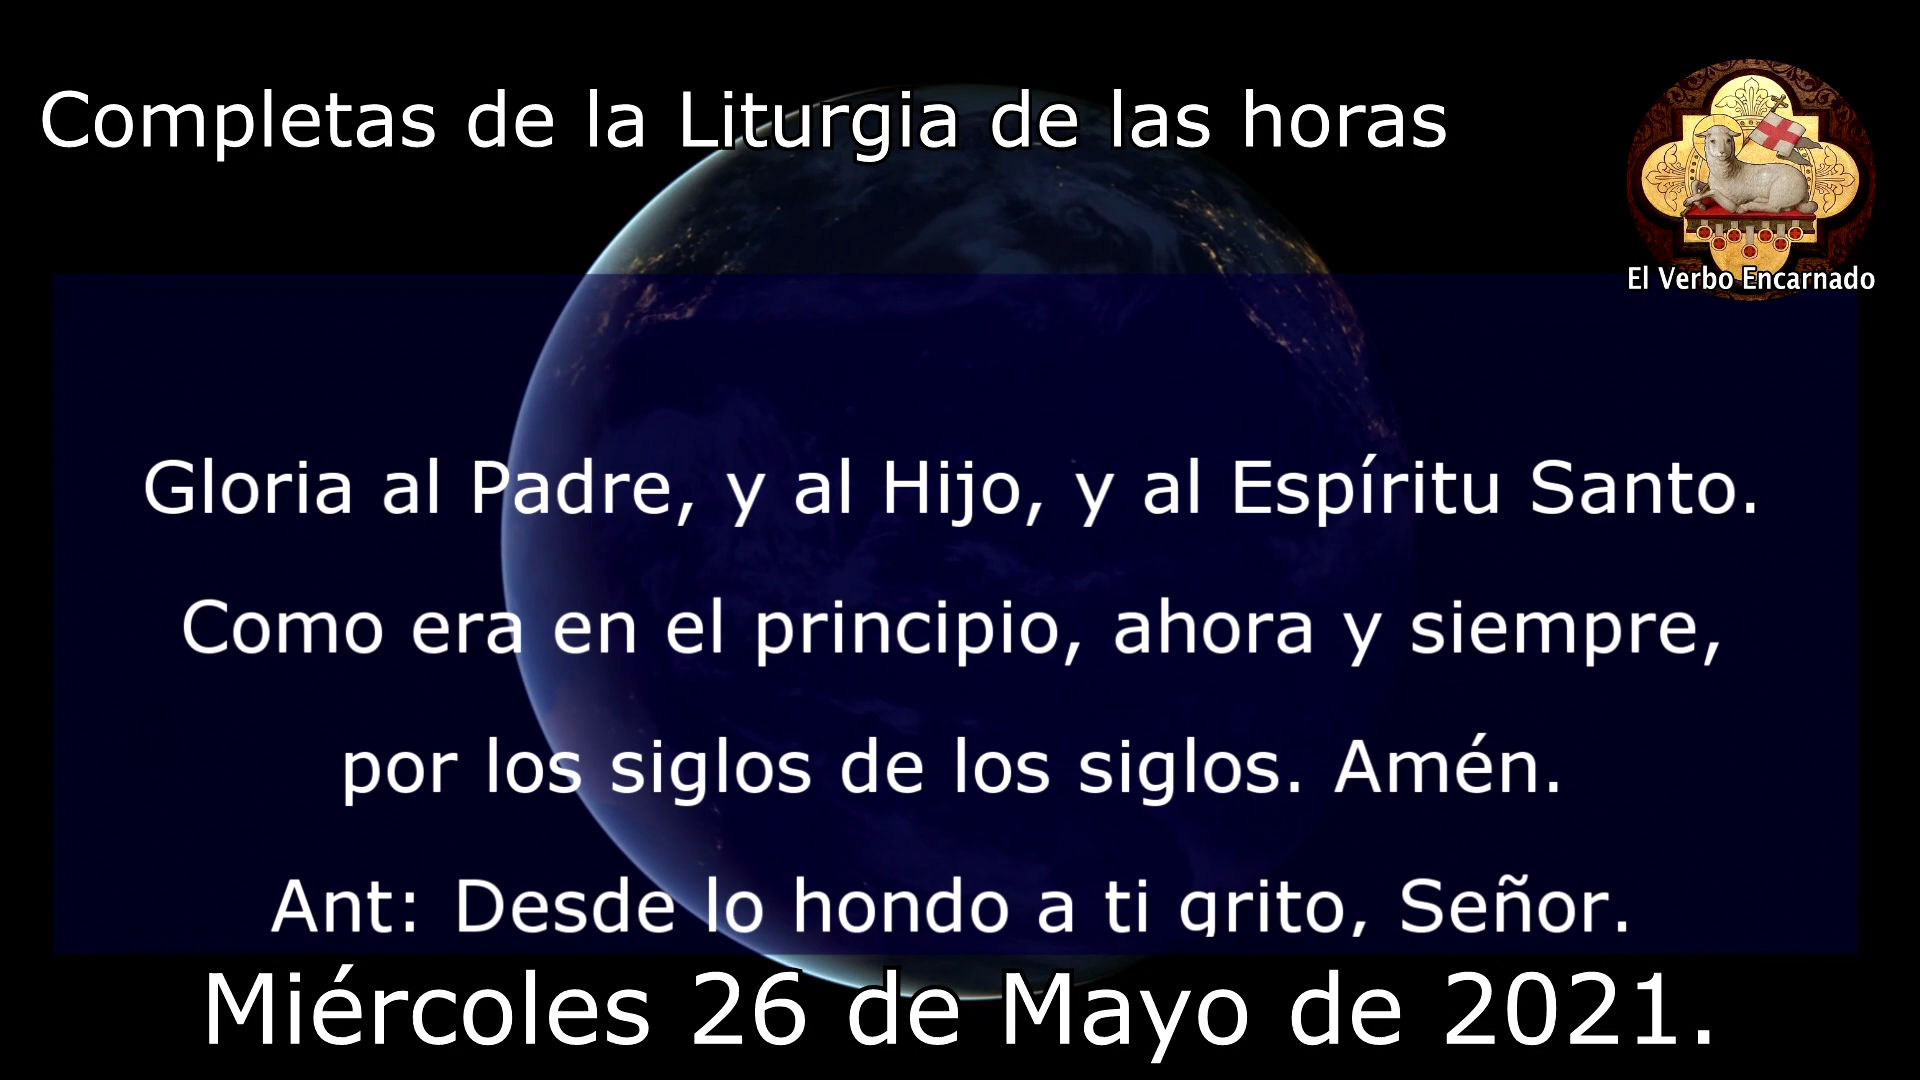 Completas de la Liturgia de las horas
El Verbo Encarnado
Gloria al Padre, y al Hijo, y al Espíritu Santo.
Como era en el principio, ahora y siempre,
por los siglos de los siglos. Amén.
Ant: Desde lo hondo a ti grito, Señor.
Miércoles 26 de Mayo de 2021.